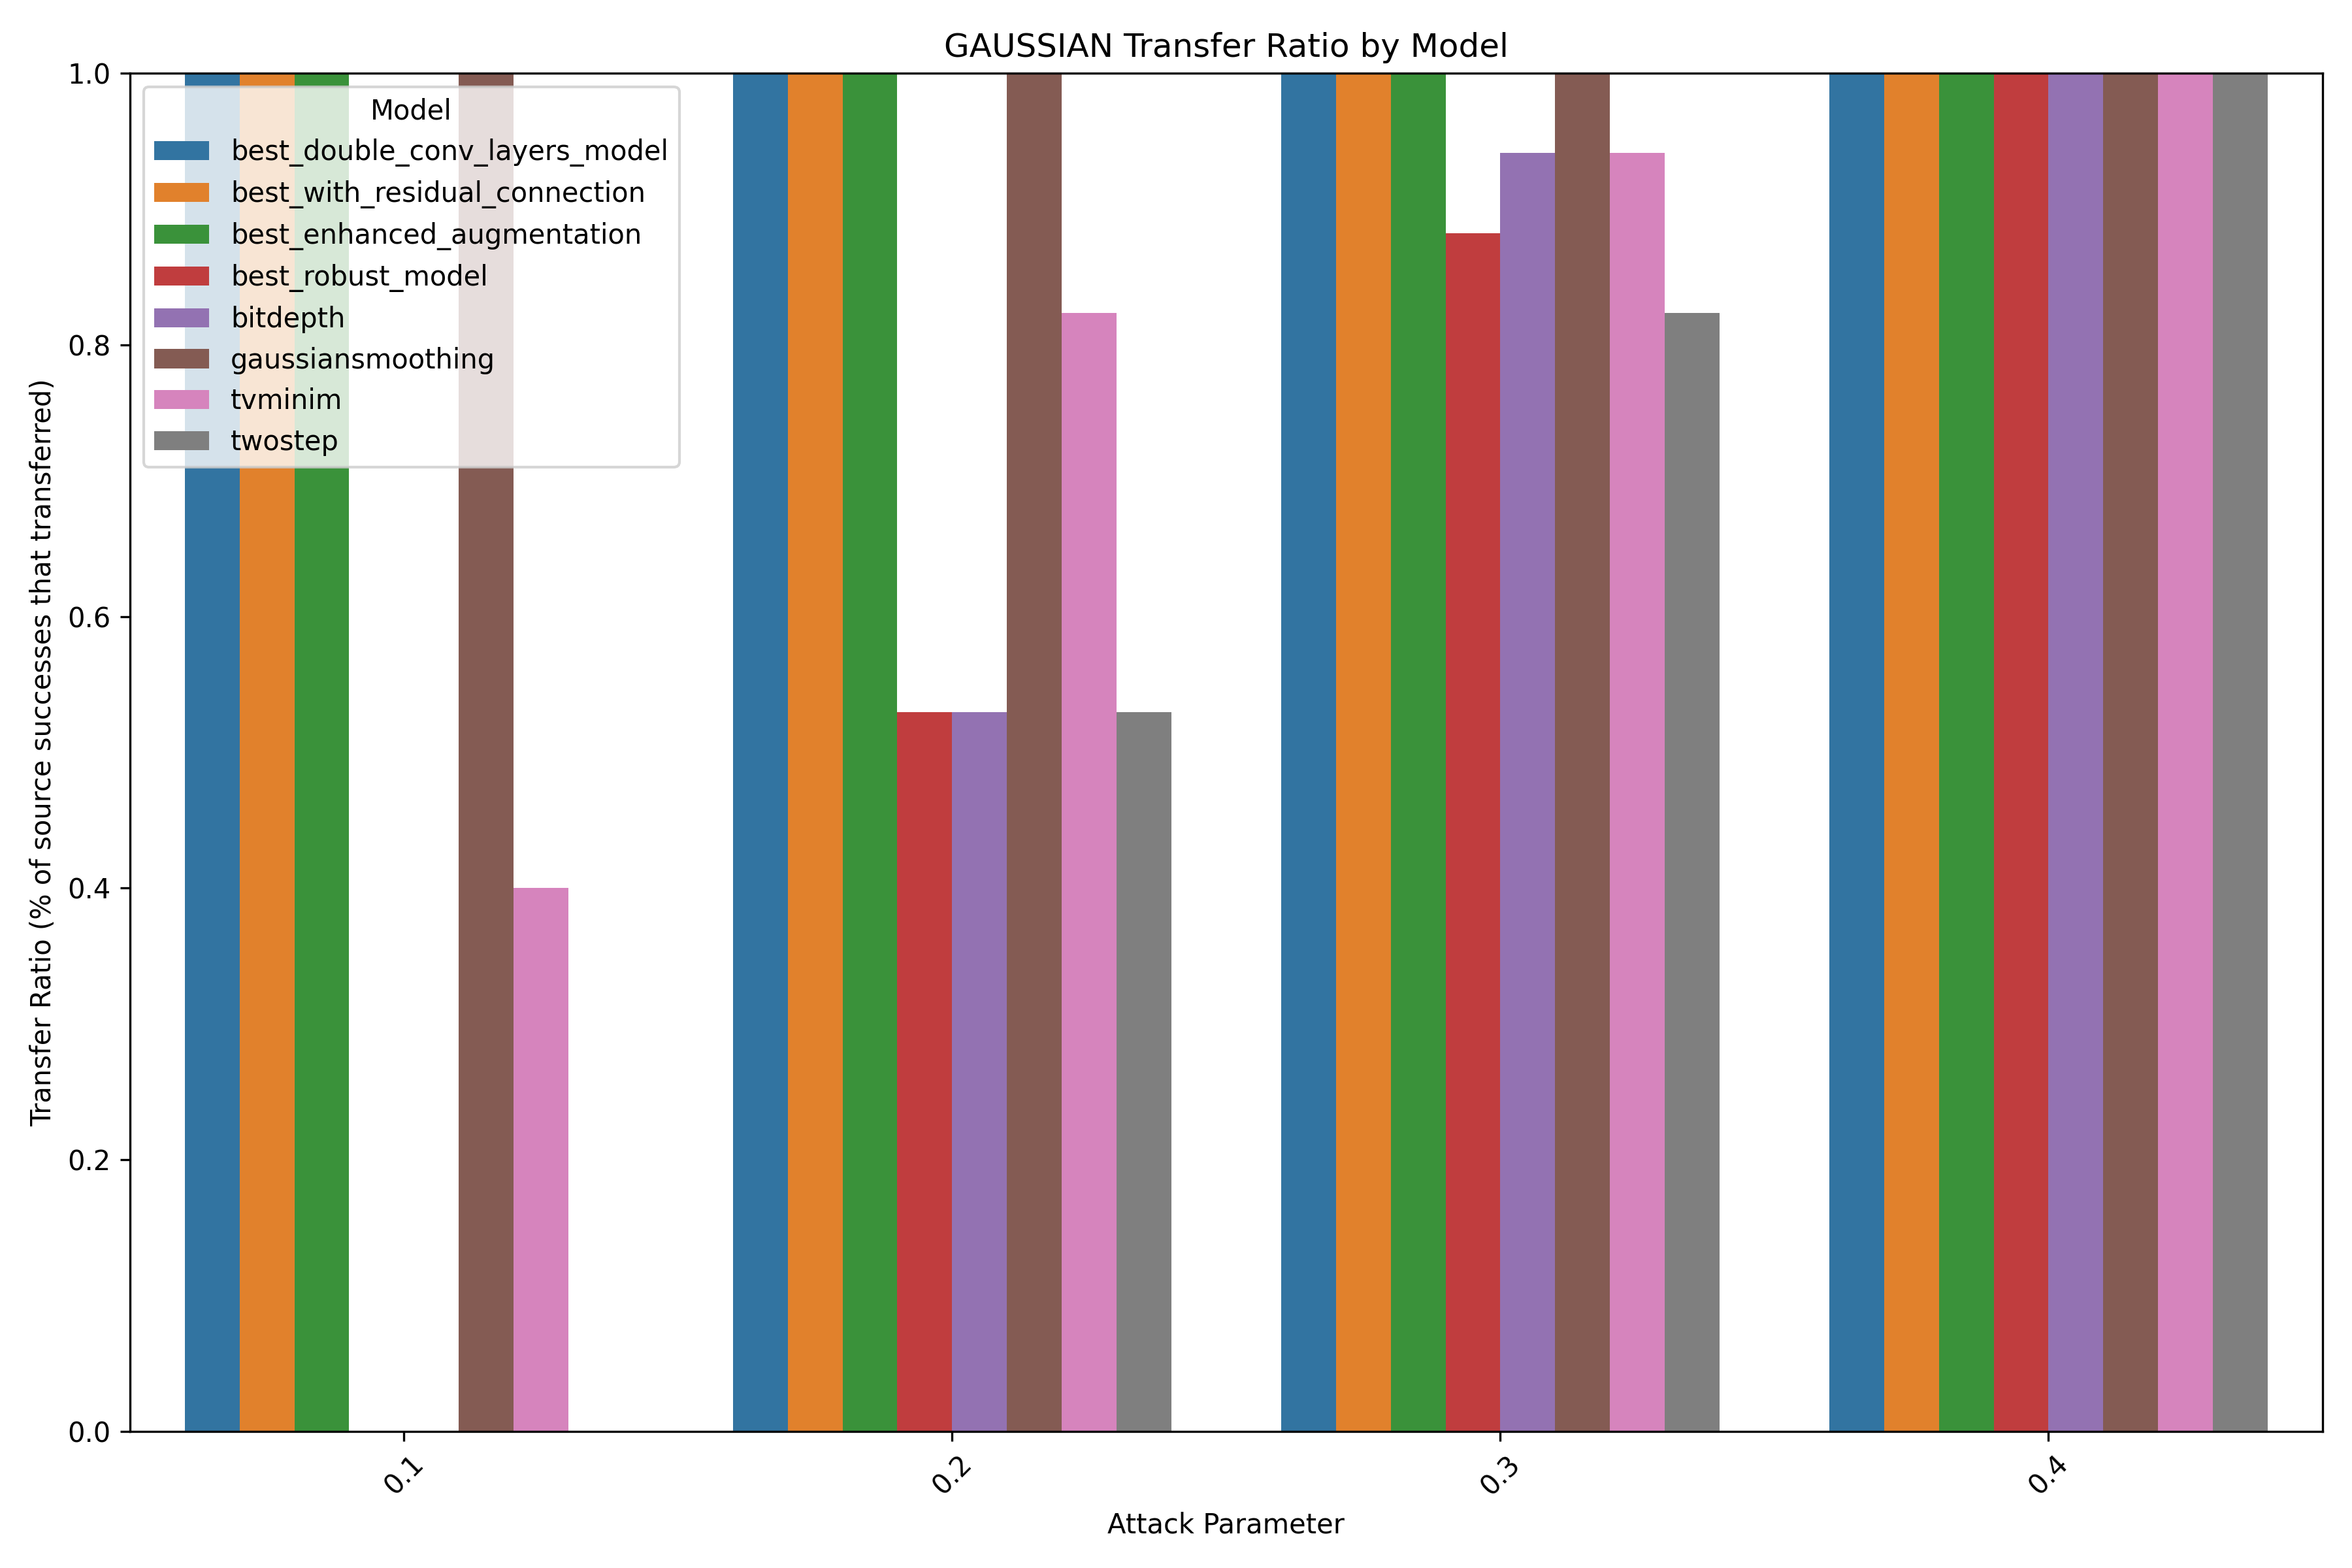 GAUSSIAN Transfer Ratio by Model
Transfer Ratio (% of source successes that transferred)
1.0
0.8
0.6
0.4
0.2
0.0
Model
best_double_conv_layers_model
best_with_residual_connection
best_enhanced_augmentation
best_robust_model
bitdepth
gaussiansmoothing
tvminim
twostep
0.1
0.2
0.3
0.4
Attack Parameter